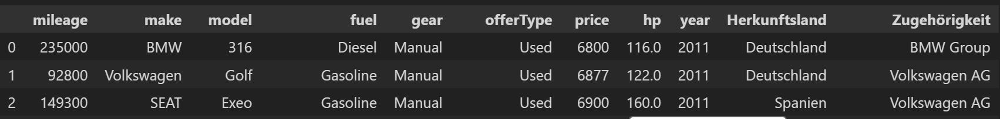 mileage make model fuel gear offerType price hp year Herkunftsland Zugehörigkeit
0 235000 BMW 316 Diesel Manual Used 6800 116.0 2011 Deutschland BMW Group
1 92800 Volkswagen Golf Gasoline Manual Used 6877 122.0 2011 Deutschland Volkswagen AG
2 149300 SEAT Exeo Gasoline Manual Used 6900 160.0 2011 Spanien Volkswagen AG